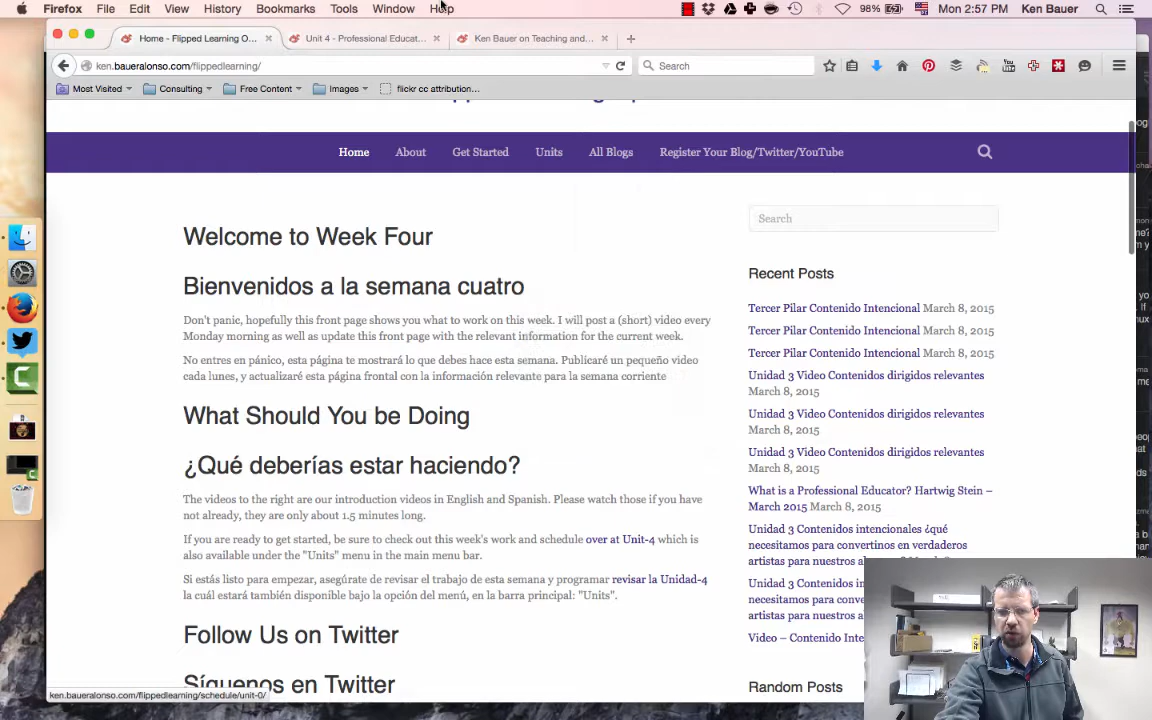 Firefox File Edit View History Bookmarks Tools Window Help 98% Mon 2:57 PM Ken Bauer
Home - Flipped Learning O... Unit 4 - Professional Educat... Ken Bauer on Teaching and...
ken.baueralonso.com/flippedlearning/ Search
Most Visited Consulting Free Content Images flickr cc attribution...
Home About Get Started Units All Blogs Register Your Blog/Twitter/YouTube
Welcome to Week Four
Bienvenidos a la semana cuatro
Don't panic, hopefully this front page shows you what to work on this week. I will post a (short) video every
Monday morning as well as update this front page with the relevant information for the current week.
No entres en pánico, esta página te mostrará lo que debes hace esta semana. Publicaré un pequeño video
cada lunes, y actualizaré esta página frontal con la información relevante para la semana corriente
What Should You be Doing
¿Qué deberías estar haciendo?
The videos to the right are our introduction videos in English and Spanish. Please watch those if you have
not already, they are only about 1.5 minutes long.
If you are ready to get started, be sure to check out this week's work and schedule over at Unit-4 which is
also available under the "Units" menu in the main menu bar.
Si estás listo para empezar, asegúrate de revisar el trabajo de esta semana y programar revisar la Unidad-4
la cuál estará también disponible bajo la opción del menú, en la barra principal: "Units".
Follow Us on Twitter
Síguenos en Twitter
Search
Recent Posts
Tercer Pilar Contenido Intencional March 8, 2015
Tercer Pilar Contenido Intencional March 8, 2015
Tercer Pilar Contenido Intencional March 8, 2015
Unidad 3 Video Contenidos dirigidos relevantes
March 8, 2015
Unidad 3 Video Contenidos dirigidos relevantes
March 8, 2015
Unidad 3 Video Contenidos dirigidos relevantes
March 8, 2015
What is a Professional Educator? Hartwig Stein –
March 2015 March 8, 2015
Unidad 3 Contenidos intencionales ¿qué
necesitamos para convertinos en verdaderos
artistas para nuestros
Unidad 3 Contenidos
necesitamos para
artistas para nuestros
Video – Contenido
Random Posts
ken.baueralonso.com/flippedlearning/schedule/unit-0/